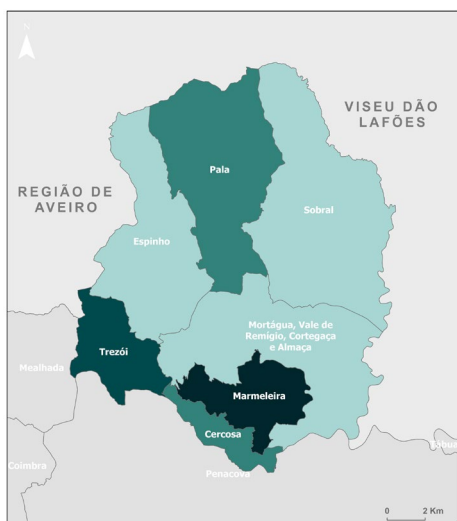 VISEU DÃO
LAFÕES
Pala
REGIÃO DE
AVEIRO
Sobral
Espinho
Mortágua, Vale de
Remígio, Cortegaça
e Almaça
Trezói
Mealhada
Marmeleira
Cercosa
Tábua
Coimbra
Penacova
0 2 Km